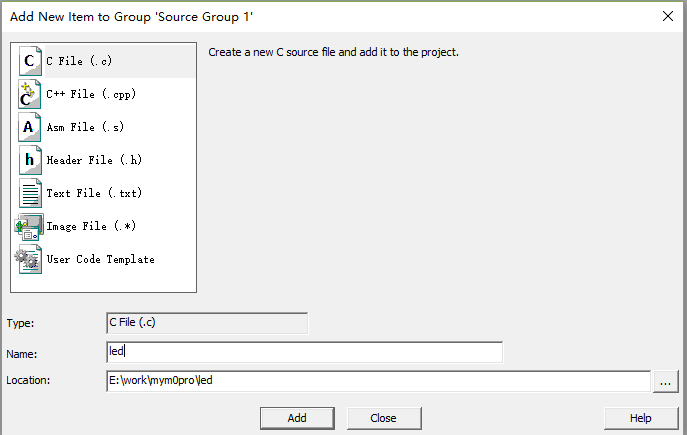 Add New Item to Group 'Source Group 1'
C File (.c)
Create a new C source file and add it to the project.
C++ File (.cpp)
Asm File (.s)
Header File (.h)
Text File (.txt)
Image File (.*)
User Code Template
Type: C File (.c)
Name: led
Location: E:\work\mym0pro\led ...
Add Close Help